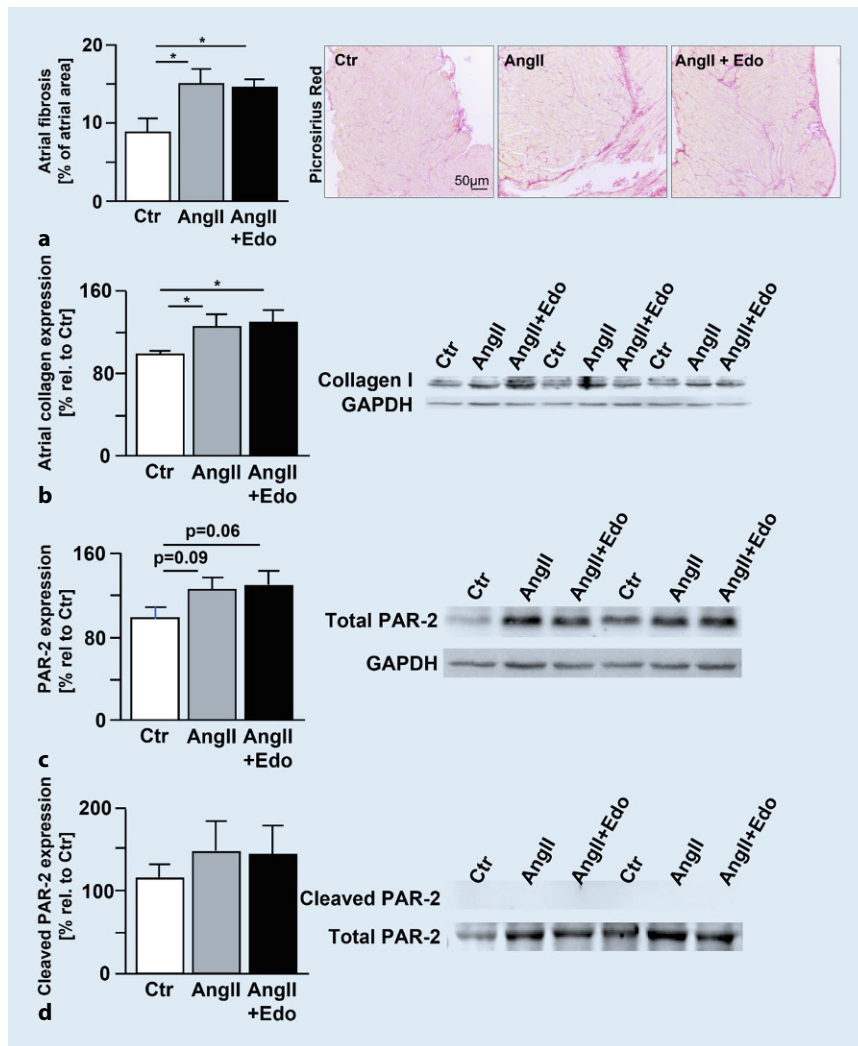 Atrial fibrosis
[% of atrial area]
20
10
0
*
*
Ctr
AngII
AngII
+Edo
a
Picrosirius Red
Ctr
50µm
AngII
AngII + Edo
Atrial collagen expression
[% rel. to Ctr]
160
80
0
*
*
Ctr
AngII
AngII
+Edo
b
Ctr
AngII
AngII+Edo
Ctr
AngII
AngII+Edo
Ctr
AngII
AngII+Edo
Collagen I
GAPDH
PAR-2 expression
[% rel to Ctr]
160
80
0
p=0.06
p=0.09
Ctr
AngII
AngII
+Edo
c
Ctr
AngII
AngII+Edo
Ctr
AngII
AngII+Edo
Total PAR-2
GAPDH
Cleaved PAR-2 expression
[% rel. to Ctr]
200
100
0
Ctr
AngII
AngII
+Edo
d
Ctr
AngII
AngII+Edo
Ctr
AngII
AngII+Edo
Cleaved PAR-2
Total PAR-2